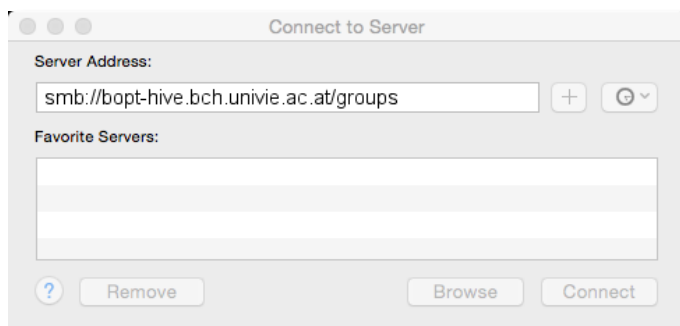 Connect to Server
Server Address:
smb://bopt-hive.bch.univie.ac.at/groups
Favorite Servers:
? Remove Browse Connect